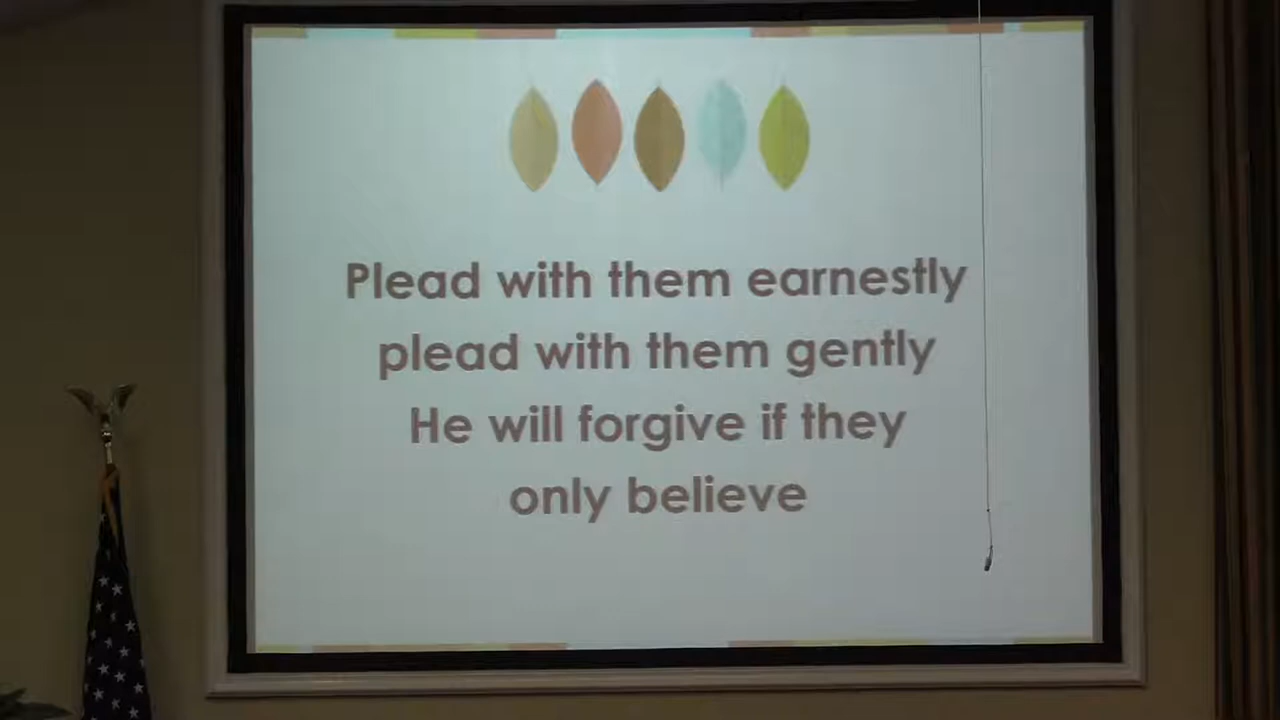 Plead with them earnestly
plead with them gently
He will forgive if they
only believe